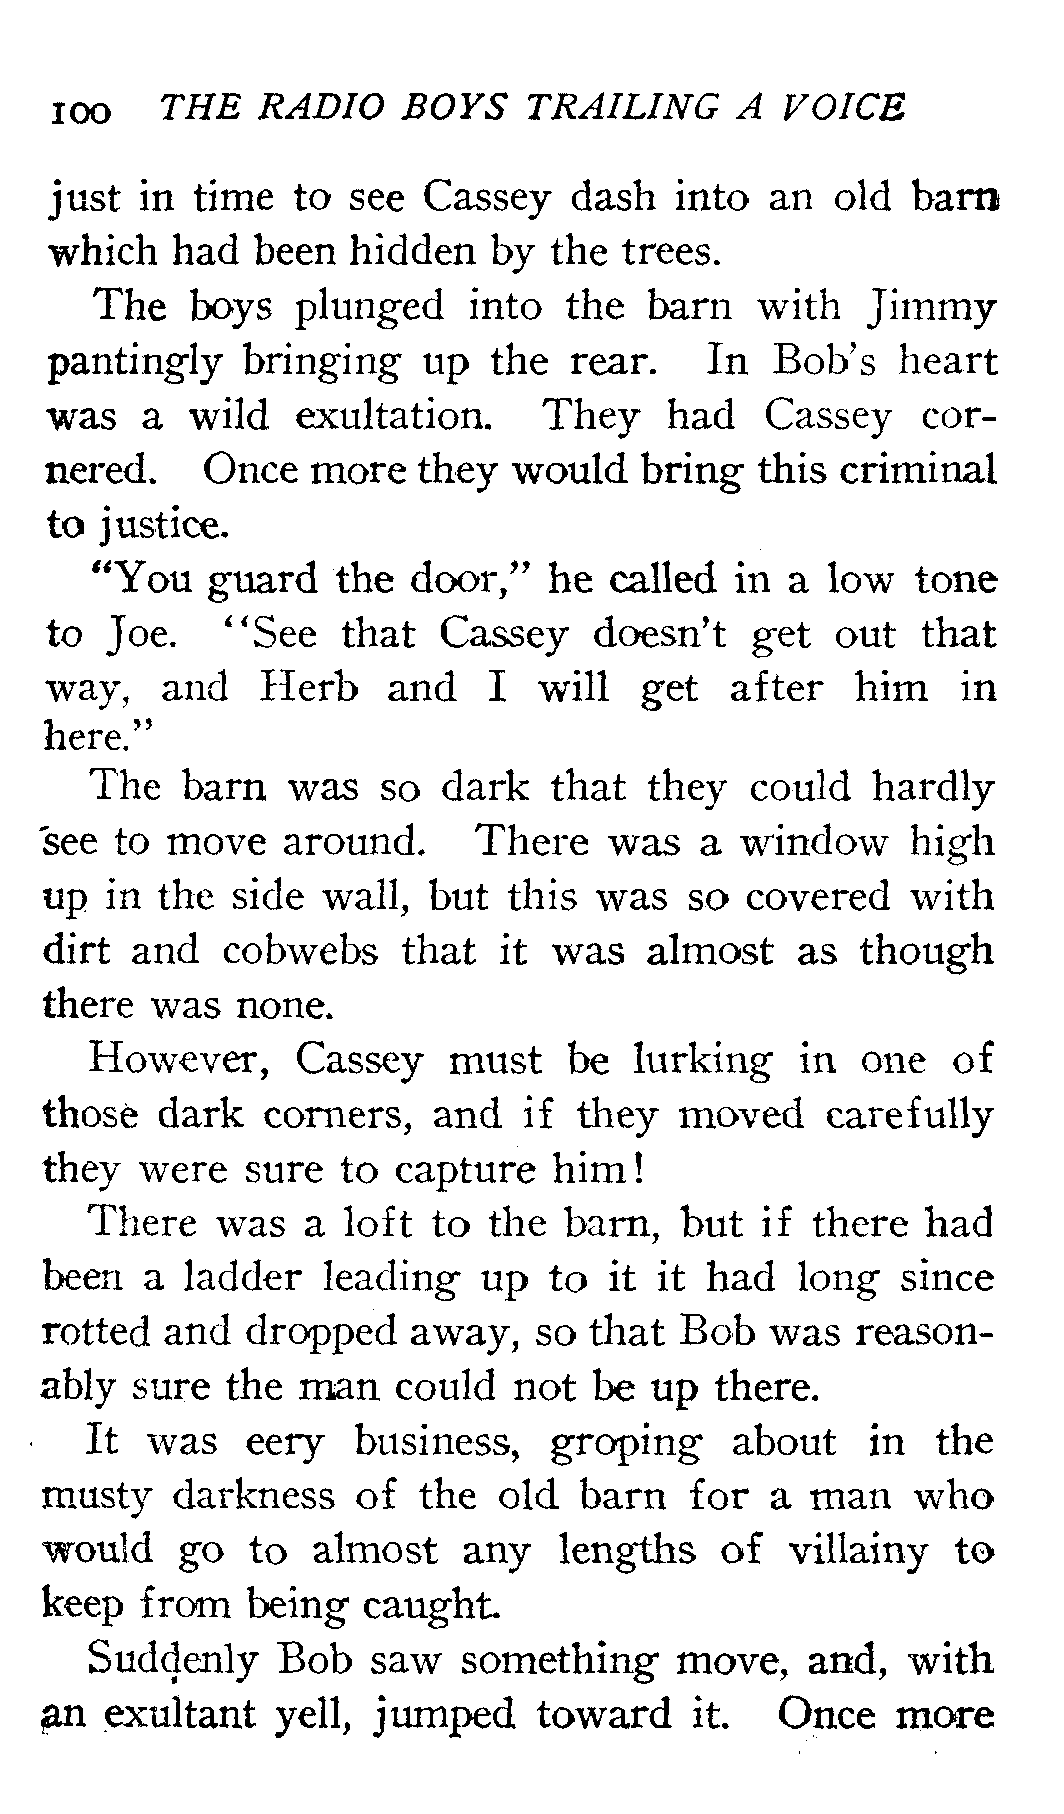 100 THE RADIO BOYS TRAILING A VOICE
just in time to see Cassey dash into an old barn
which had been hidden by the trees.
The boys plunged into the barn with Jimmy
pantingly bringing up the rear. In Bob's heart
was a wild exultation. They had Cassey cor-
nered. Once more they would bring this criminal
to justice.
"You guard the door," he called in a low tone
to Joe. "See that Cassey doesn't get out that
way, and Herb and I will get after him in
here."
The barn was so dark that they could hardly
see to move around. There was a window high
up in the side wall, but this was so covered with
dirt and cobwebs that it was almost as though
there was none.
However, Cassey must be lurking in one of
those dark corners, and if they moved carefully
they were sure to capture him!
There was a loft to the barn, but if there had
been a ladder leading up to it it had long since
rotted and dropped away, so that Bob was reason-
ably sure the man could not be up there.
It was eery business, groping about in the
musty darkness of the old barn for a man who
would go to almost any lengths of villainy to
keep from being caught.
Suddenly Bob saw something move, and, with
an exultant yell, jumped toward it. Once more